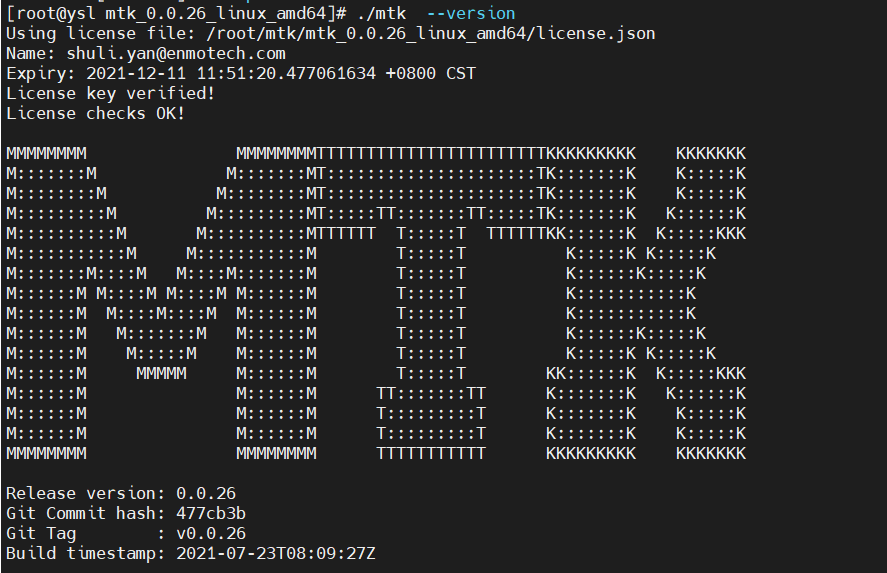 [root@ysl mtk_0.0.26_linux_amd64]# ./mtk  --version
Using license file: /root/mtk/mtk_0.0.26_linux_amd64/license.json
Name: shuli.yan@enmotech.com
Expiry: 2021-12-11 11:51:20.477061634 +0800 CST
License key verified!
License checks OK!

MMMMMMMM               MMMMMMMMTTTTTTTTTTTTTTTTTTTTTTTKKKKKKKKK    KKKKKKK
M:::::::M             M:::::::MT:::::::::::::::::::::TK:::::::K    K:::::K
M::::::::M           M::::::::MT:::::::::::::::::::::TK:::::::K    K:::::K
M:::::::::M         M:::::::::MT:::::TT:::::::TT:::::TK:::::::K   K::::::K
M::::::::::M       M::::::::::MTTTTTT  T:::::T  TTTTTTKK::::::K  K:::::KKK
M:::::::::::M     M:::::::::::M        T:::::T          K:::::K K:::::K
M:::::::M::::M   M::::M:::::::M        T:::::T          K::::::K:::::K
M::::::M M::::M M::::M M::::::M        T:::::T          K:::::::::::K
M::::::M  M::::M::::M  M::::::M        T:::::T          K:::::::::::K
M::::::M   M:::::::M   M::::::M        T:::::T          K::::::K:::::K
M::::::M    M:::::M    M::::::M        T:::::T          K:::::K K:::::K
M::::::M     MMMMM     M::::::M        T:::::T        KK::::::K  K:::::KKK
M::::::M               M::::::M      TT:::::::TT      K:::::::K   K::::::K
M::::::M               M::::::M      T:::::::::T      K:::::::K    K:::::K
M::::::M               M::::::M      T:::::::::T      K:::::::K    K:::::K
MMMMMMMM               MMMMMMMM      TTTTTTTTTTT      KKKKKKKKK    KKKKKKK

Release version: 0.0.26
Git Commit hash: 477cb3b
Git Tag        : v0.0.26
Build timestamp: 2021-07-23T08:09:27Z